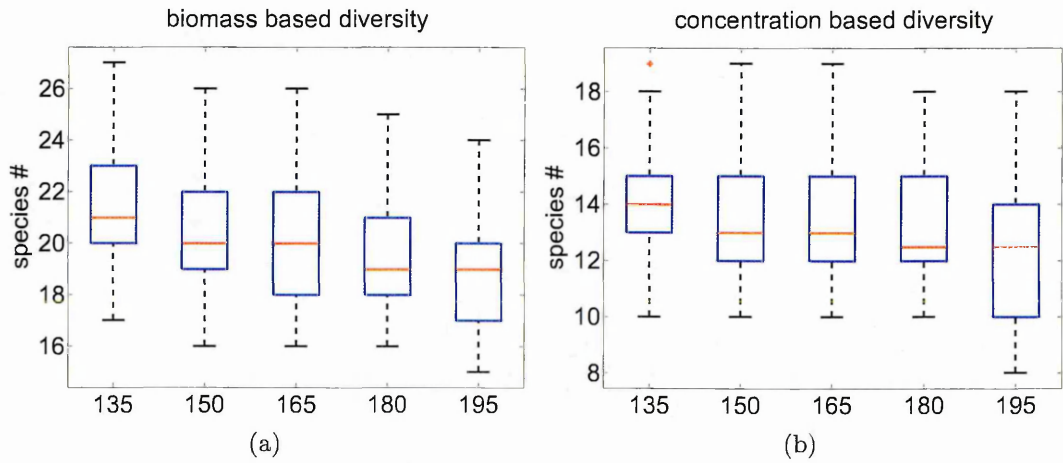 biomass based diversity
species #
26
24
22
20
18
16
135 150 165 180 195
(a)
concentration based diversity
species #
18
16
14
12
10
8
135 150 165 180 195
(b)